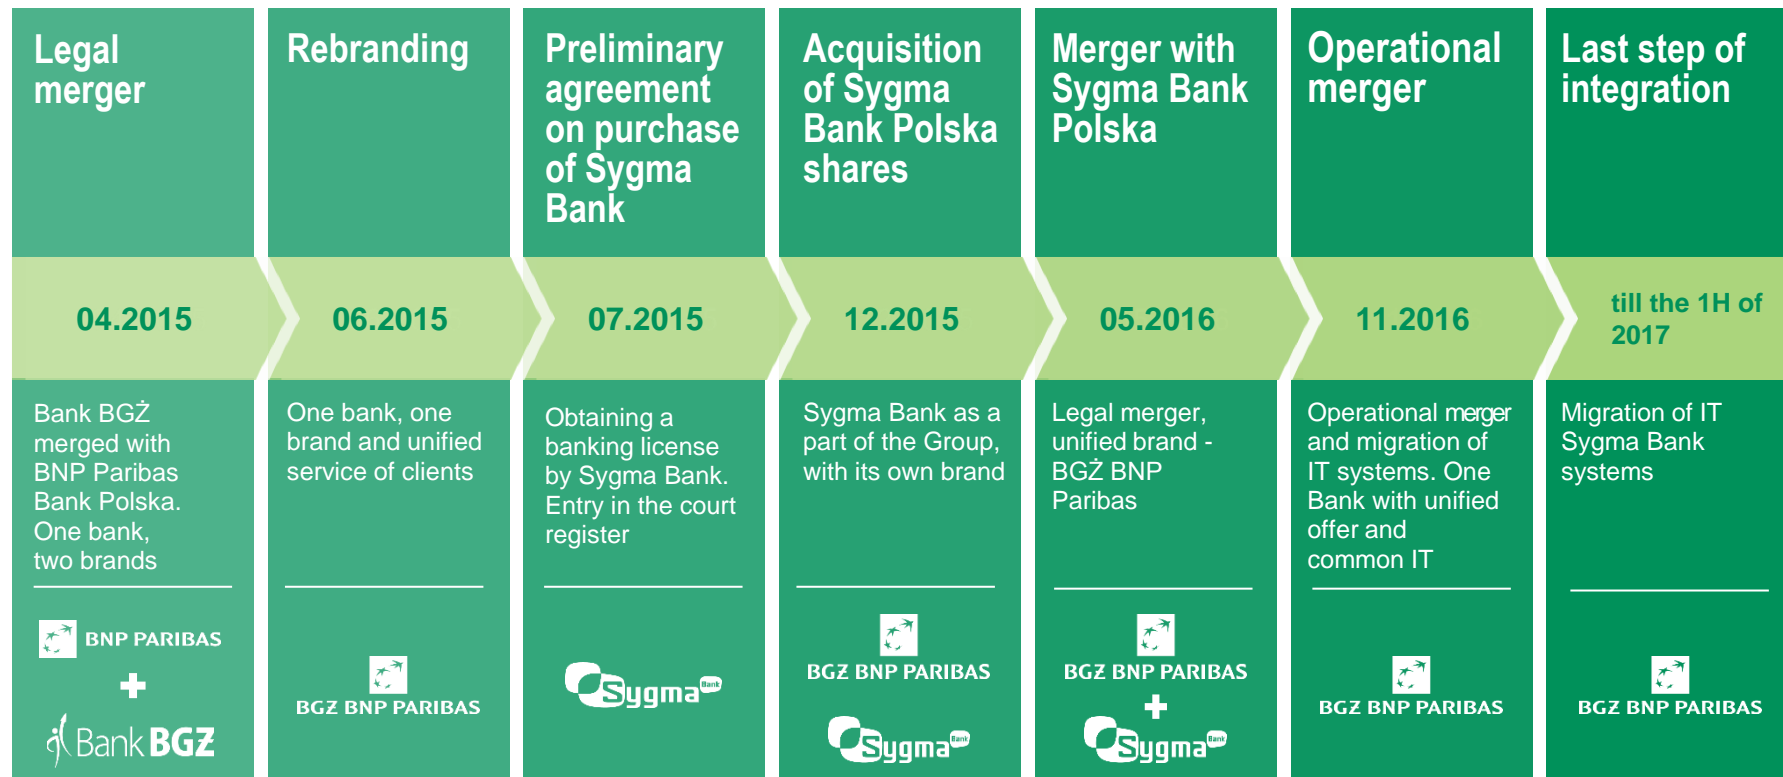 Legal
merger
Rebranding
Preliminary
agreement
on purchase
of Sygma
Bank
Acquisition
of Sygma
Bank Polska
shares
Merger with
Sygma Bank
Polska
Operational
merger
Last step of
integration
04.2015
06.2015
07.2015
12.2015
05.2016
11.2016
till the 1H of
2017
Bank BGŻ
merged with
BNP Paribas
Bank Polska.
One bank,
two brands
One bank, one
brand and unified
service of clients
Obtaining a
banking license
by Sygma Bank.
Entry in the court
register
Sygma Bank as a
part of the Group,
with its own brand
Legal merger,
unified brand -
BGŻ BNP
Paribas
Operational merger
and migration of
IT systems. One
Bank with unified
offer and
common IT
Migration of IT
Sygma Bank
systems
BNP PARIBAS
+
Bank BGŻ
BGŻ BNP PARIBAS
Sygma Bank
BGŻ BNP PARIBAS
Sygma Bank
BGŻ BNP PARIBAS
+
Sygma Bank
BGŻ BNP PARIBAS
BGŻ BNP PARIBAS